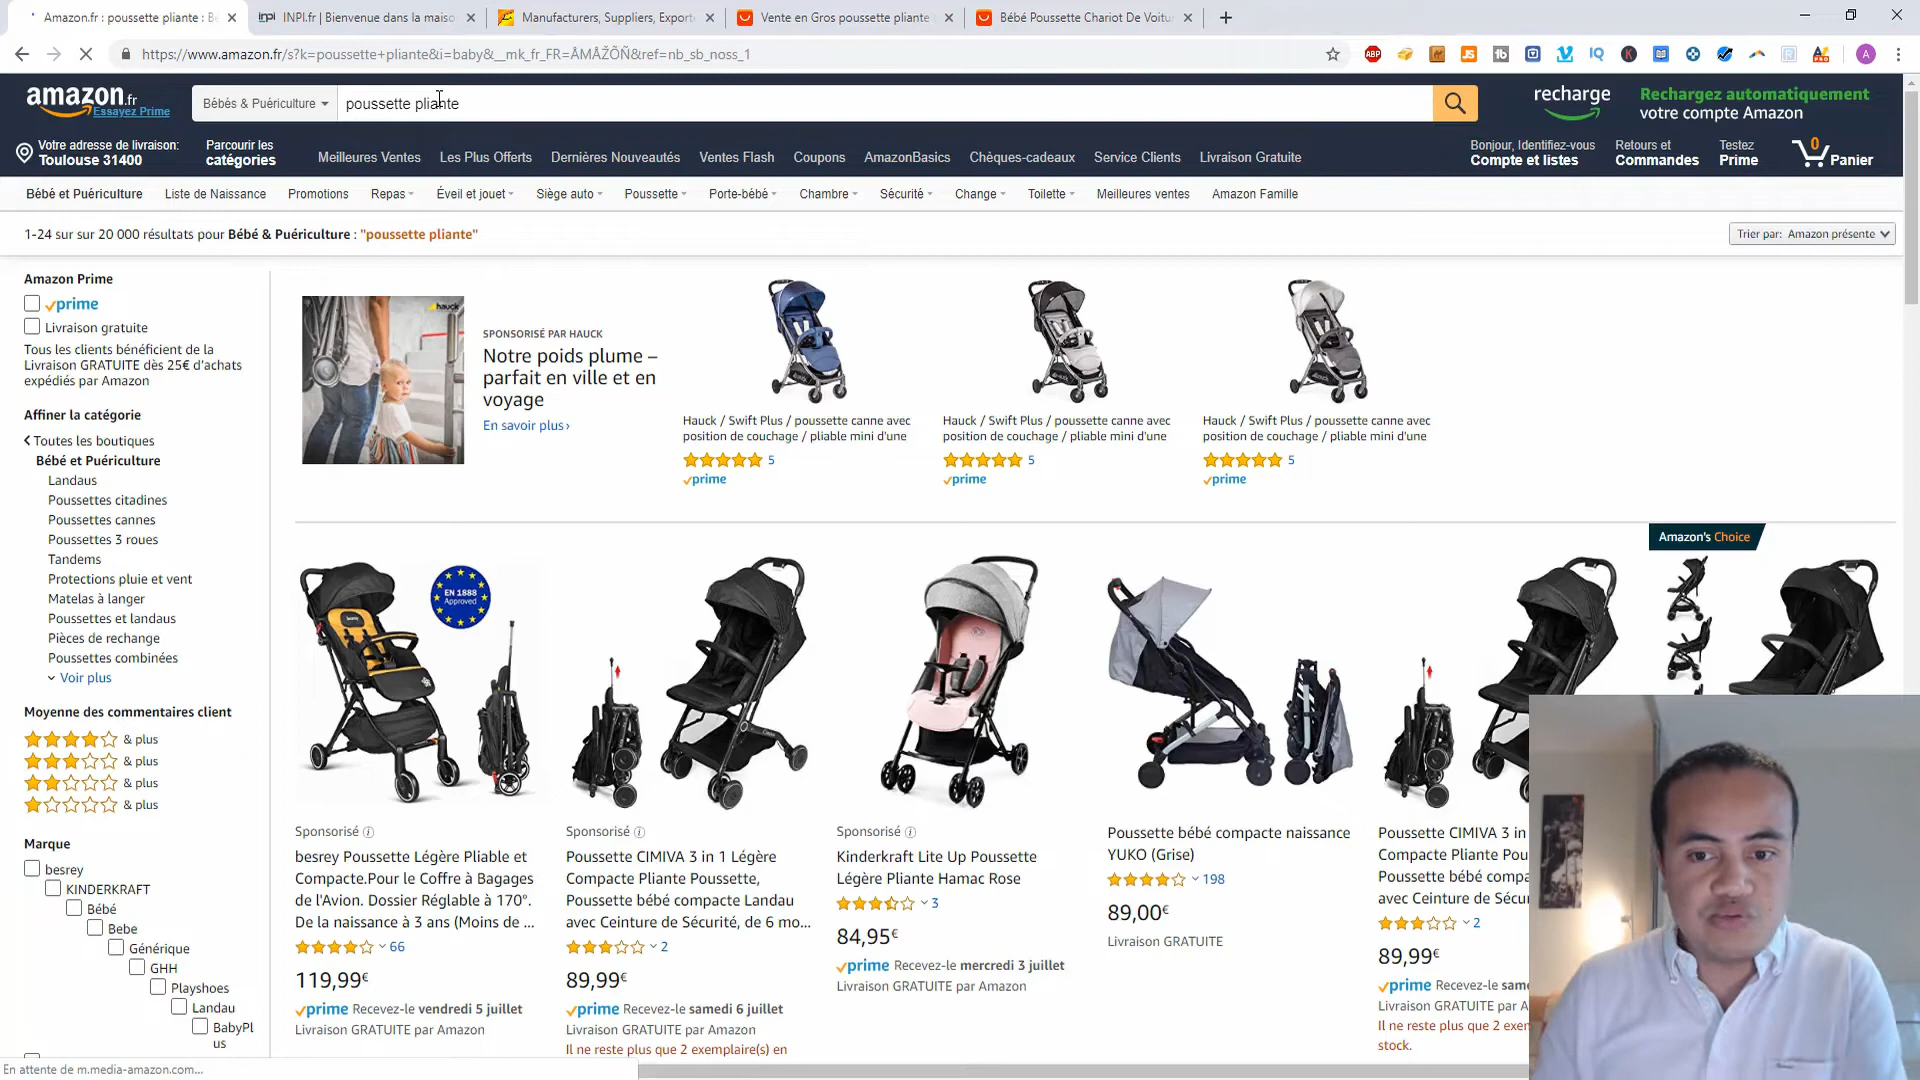 Amazon.fr : poussette pliante : B
INPI.fr | Bienvenue dans la maiso
Manufacturers, Suppliers, Export
Vente en Gros poussette pliante
Bébé Poussette Chariot De Voitu
https://www.amazon.fr/s?k=poussette+pliante&i=baby&__mk_fr_FR=ÅMÅŽÕÑ&ref=nb_sb_noss_1
amazon.fr
Essayez Prime
Bébés & Puériculture
poussette pliante
recharge
Rechargez automatiquement
votre compte Amazon
Votre adresse de livraison:
Toulouse 31400
Parcourir les
catégories
Meilleures Ventes
Les Plus Offerts
Dernières Nouveautés
Ventes Flash
Coupons
AmazonBasics
Chèques-cadeaux
Service Clients
Livraison Gratuite
Bonjour, Identifiez-vous
Compte et listes
Retours et
Commandes
Testez
Prime
0
Panier
Bébé et Puériculture
Liste de Naissance
Promotions
Repas
Éveil et jouet
Siège auto
Poussette
Porte-bébé
Chambre
Sécurité
Change
Toilette
Meilleures ventes
Amazon Famille
1-24 sur sur 20 000 résultats pour Bébé & Puériculture : "poussette pliante"
Trier par: Amazon présente
Amazon Prime
prime
Livraison gratuite
Tous les clients bénéficient de la
Livraison GRATUITE dès 25€ d'achats
expédiés par Amazon
Affiner la catégorie
Toutes les boutiques
Bébé et Puériculture
Landaus
Poussettes citadines
Poussettes cannes
Poussettes 3 roues
Tandems
Protections pluie et vent
Matelas à langer
Poussettes et landaus
Pièces de rechange
Poussettes combinées
Voir plus
Moyenne des commentaires client
& plus
& plus
& plus
& plus
Marque
besrey
KINDERKRAFT
Bébé
Bebe
Générique
GHH
Playshoes
Landau
BabyPl
us
hauck
SPONSORISÉ PAR HAUCK
Notre poids plume –
parfait en ville et en
voyage
En savoir plus›
Hauck / Swift Plus / poussette canne avec
position de couchage / pliable mini d'une
5
prime
Hauck / Swift Plus / poussette canne avec
position de couchage / pliable mini d'une
5
prime
Hauck / Swift Plus / poussette canne avec
position de couchage / pliable mini d'une
5
prime
Amazon's Choice
EN 1888
Approved
Sponsorisé
besrey Poussette Légère Pliable et
Compacte.Pour le Coffre à Bagages
de l'Avion. Dossier Réglable à 170°.
De la naissance à 3 ans (Moins de ...
66
119,99€
prime Recevez-le vendredi 5 juillet
Livraison GRATUITE par Amazon
Sponsorisé
Poussette CIMIVA 3 in 1 Légère
Compacte Pliante Poussette,
Poussette bébé compacte Landau
avec Ceinture de Sécurité, de 6 mo...
2
89,99€
prime Recevez-le samedi 6 juillet
Livraison GRATUITE par Amazon
Il ne reste plus que 2 exemplaire(s) en
Sponsorisé
Kinderkraft Lite Up Poussette
Légère Pliante Hamac Rose
3
84,95€
prime Recevez-le mercredi 3 juillet
Livraison GRATUITE par Amazon
Poussette bébé compacte naissance
YUKO (Grise)
198
89,00€
Livraison GRATUITE
Poussette CIMIVA 3 in
Compacte Pliante Pou
Poussette bébé comp
avec Ceinture de Sécu
2
89,99€
prime Recevez-le same
Livraison GRATUITE par A
Il ne reste plus que 2 exen
stock.
En attente de m.media-amazon.com...